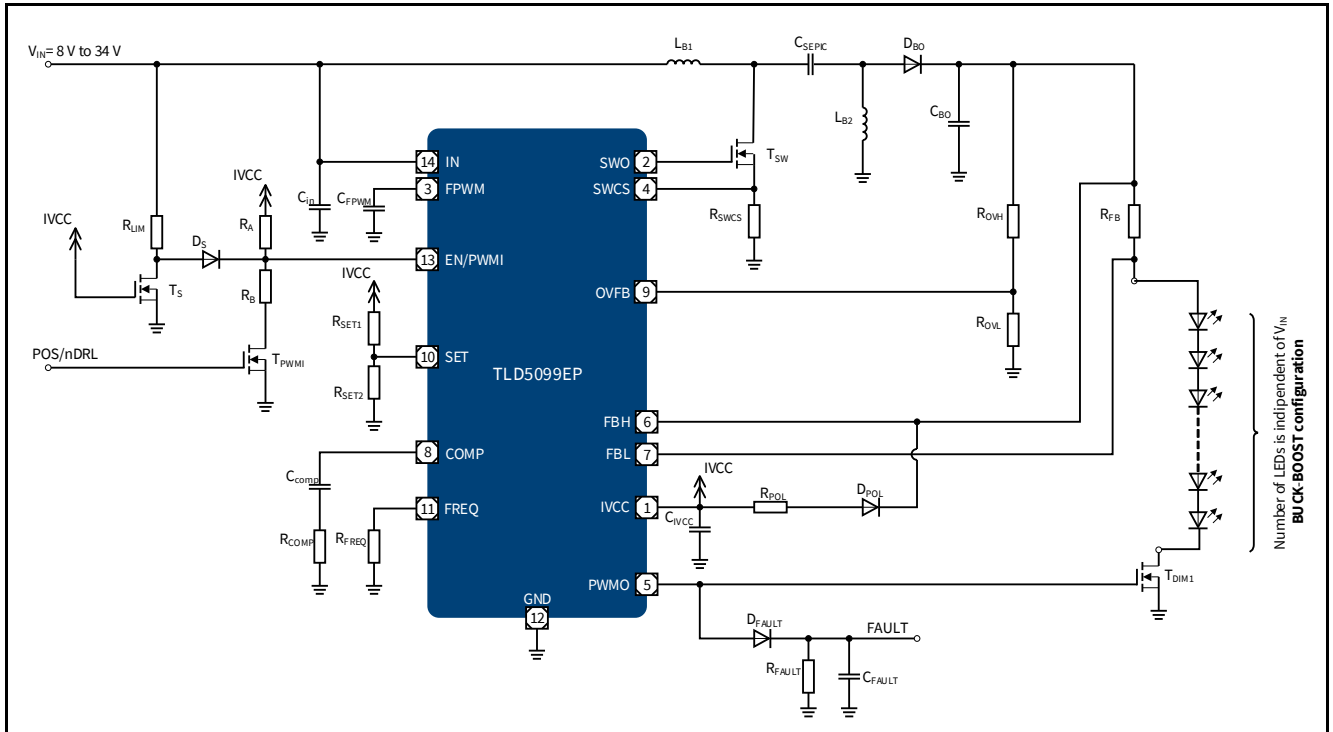 V_IN= 8 V to 34 V
L_B1
C_SEPIC
D_BO
L_B2
C_BO
T_SW
14
IN
SWO
2
3
FPWM
SWCS
4
C_in
C_FPWM
IVCC
R_LIM
R_A
R_SWCS
R_OVH
R_FB
IVCC
D_S
13
EN/PWMI
IVCC
T_S
R_B
OVFB
9
R_SET1
R_OVL
POS/nDRL
T_PWMI
10
SET
TLD5099EP
R_SET2
FBH
6
8
COMP
FBL
7
C_comp
IVCC
R_POL
D_POL
11
FREQ
IVCC
1
C_IVCC
R_COMP
R_FREQ
PWMO
5
T_DIM1
GND
12
D_FAULT
FAULT
R_FAULT
C_FAULT
Number of LEDs is indipendent of V_IN
BUCK-BOOST configuration